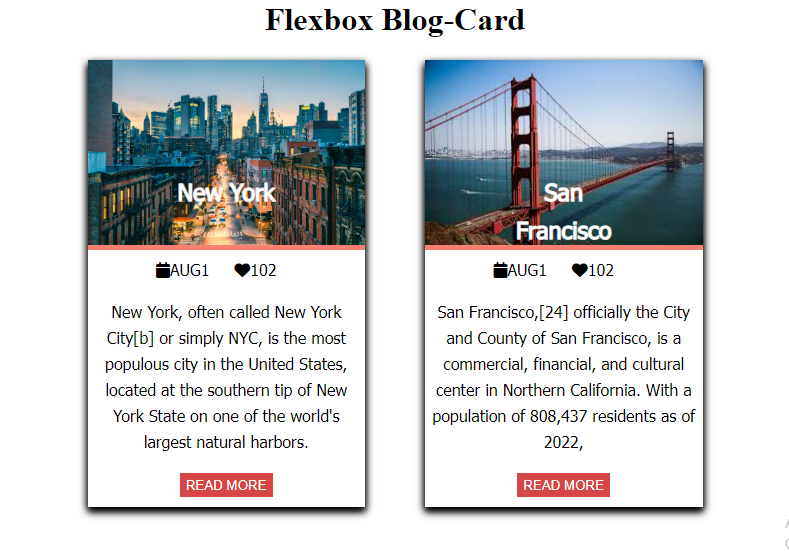 Flexbox Blog-Card
New York
AUG1 102
New York, often called New York
City[b] or simply NYC, is the most
populous city in the United States,
located at the southern tip of New
York State on one of the world's
largest natural harbors.
READ MORE
San
Francisco
AUG1 102
San Francisco,[24] officially the City
and County of San Francisco, is a
commercial, financial, and cultural
center in Northern California. With a
population of 808,437 residents as of
2022,
READ MORE